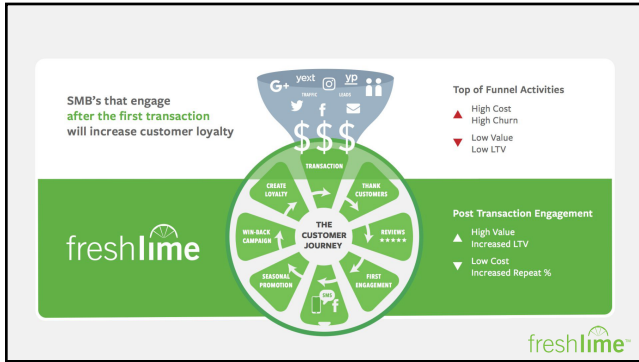 SMB's that engage
after the first transaction
will increase customer loyalty
G+
yext
yp
TRAFFIC
LEADS
f
$$$
TRANSACTION
THANK
CUSTOMERS
REVIEWS
★★★★★
FIRST
ENGAGEMENT
SMS
f
SEASONAL
PROMOTION
WIN-BACK
CAMPAIGN
CREATE
LOYALTY
THE
CUSTOMER
JOURNEY
Top of Funnel Activities
High Cost
High Churn
Low Value
Low LTV
freshlime
Post Transaction Engagement
High Value
Increased LTV
Low Cost
Increased Repeat %
freshlime™